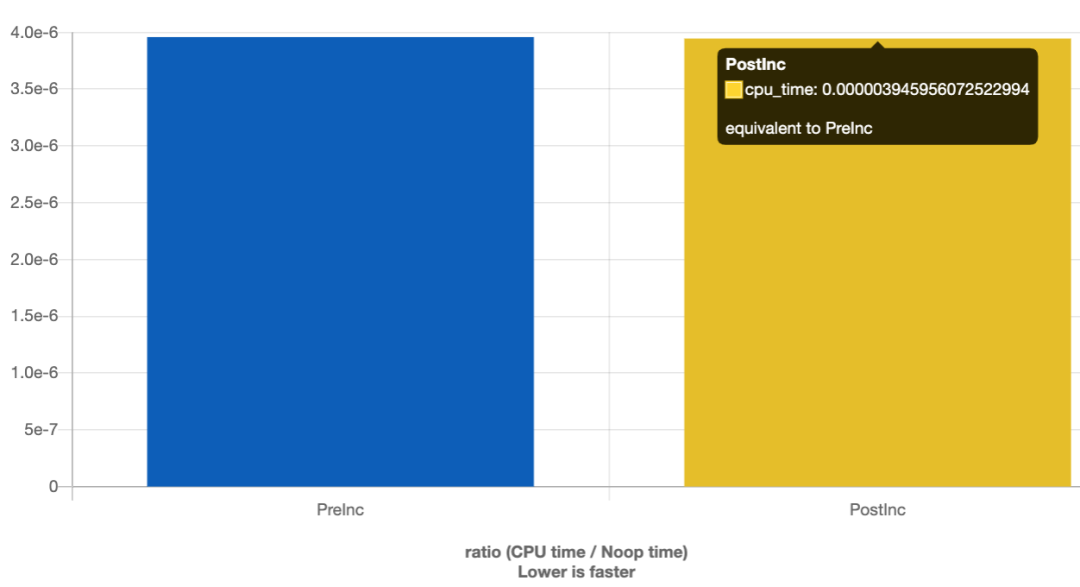 4.0e-6
3.5e-6
3.0e-6
2.5e-6
2.0e-6
1.5e-6
1.0e-6
5e-7
0
PostInc
cpu_time: 0.000003945956072522994
equivalent to PreInc
PreInc
PostInc
ratio (CPU time / Noop time)
Lower is faster